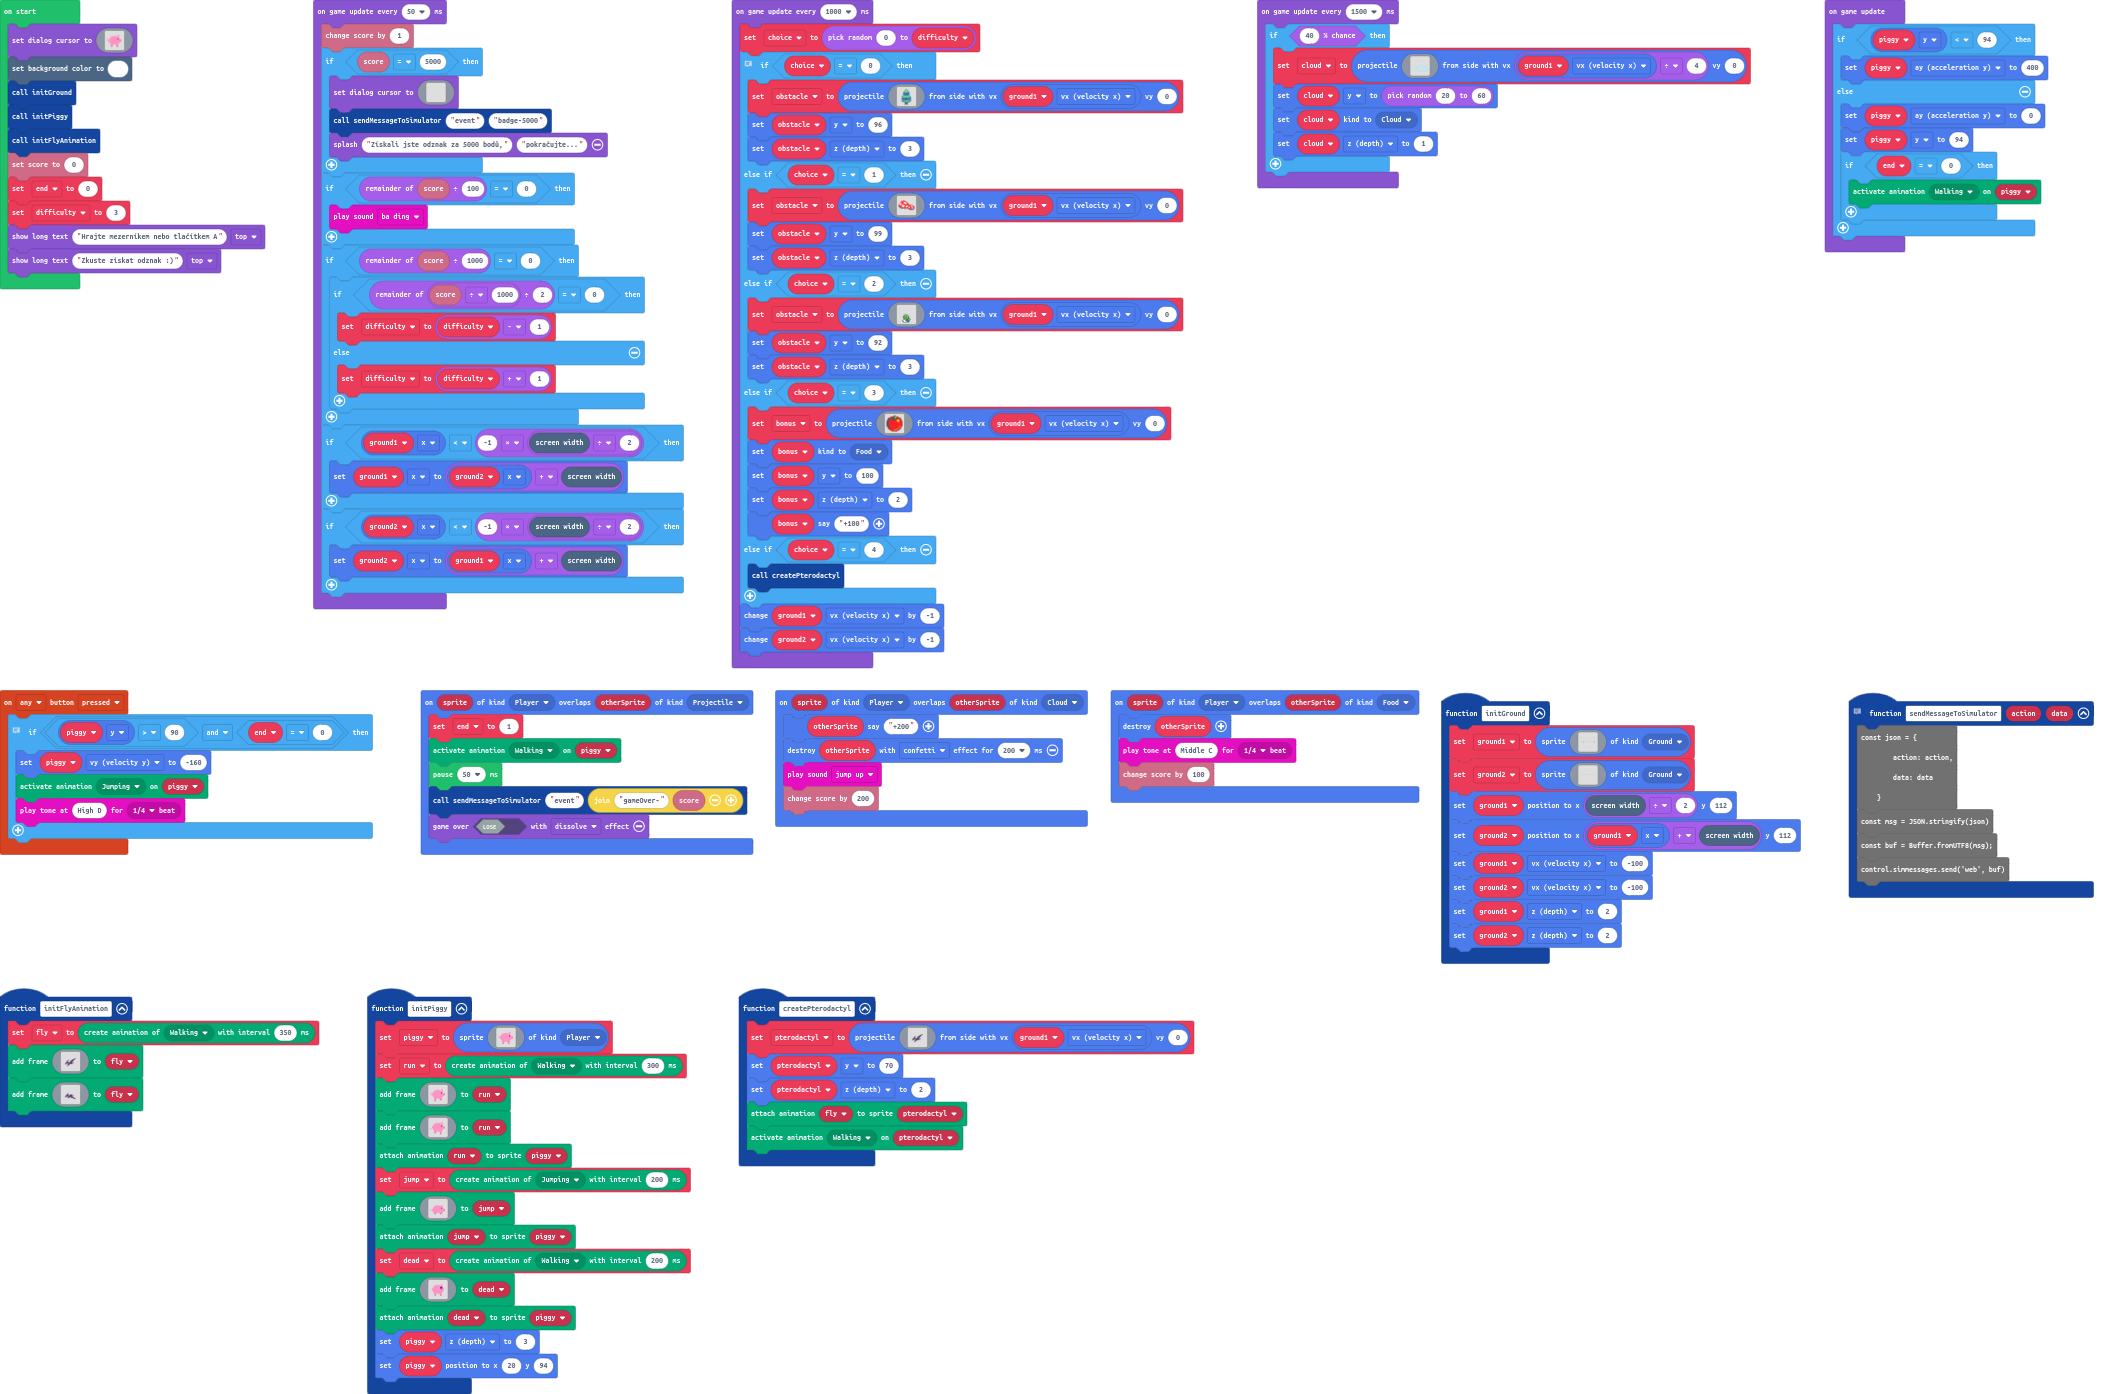 on start
set dialog cursor to
set background color to
call initGround
call initPiggy
call initFlyAnimation
set score to 0
set end to 0
set difficulty to 3
show long text "Hrajte mezerníkem nebo tlačítkem A" top
show long text "Zkuste získat odznak :)" top
on game update every 50 ms
change score by 1
if score = 5000 then
set dialog cursor to
call sendMessageToSimulator "event" "badge-5000"
splash "Získali jste odznak za 5000 bodů," "pokračujte..."
if remainder of score ÷ 100 = 0 then
play sound ba ding
if remainder of score ÷ 1000 = 0 then
if remainder of score ÷ 1000 ÷ 2 = 0 then
set difficulty to difficulty - 1
else
set difficulty to difficulty + 1
if ground1 x < -1 × screen width ÷ 2 then
set ground1 x to ground2 x + screen width
if ground2 x < -1 × screen width ÷ 2 then
set ground2 x to ground1 x + screen width
on game update every 1000 ms
set choice to pick random 0 to difficulty
if choice = 0 then
set obstacle to projectile from side with vx ground1 vx (velocity x) vy 0
set obstacle y to 96
set obstacle z (depth) to 3
else if choice = 1 then
set obstacle to projectile from side with vx ground1 vx (velocity x) vy 0
set obstacle y to 99
set obstacle z (depth) to 3
else if choice = 2 then
set obstacle to projectile from side with vx ground1 vx (velocity x) vy 0
set obstacle y to 92
set obstacle z (depth) to 3
else if choice = 3 then
set bonus to projectile from side with vx ground1 vx (velocity x) vy 0
set bonus kind to Food
set bonus y to 100
set bonus z (depth) to 2
bonus say "+100"
else if choice = 4 then
call createPterodactyl
change ground1 vx (velocity x) by -1
change ground2 vx (velocity x) by -1
on game update every 1500 ms
if 40 % chance then
set cloud to projectile from side with vx ground1 vx (velocity x) ÷ 4 vy 0
set cloud y to pick random 20 to 60
set cloud kind to Cloud
set cloud z (depth) to 1
on game update
if piggy y < 94 then
set piggy ay (acceleration y) to 400
else
set piggy ay (acceleration y) to 0
set piggy y to 94
if end = 0 then
activate animation Walking on piggy
on any button pressed
if piggy y > 90 and end = 0 then
set piggy vy (velocity y) to -160
activate animation Jumping on piggy
play tone at High D for 1/4 beat
on sprite of kind Player overlaps otherSprite of kind Projectile
set end to 1
activate animation Walking on piggy
pause 50 ms
call sendMessageToSimulator "event" join "gameOver-" score
game over LOSE with dissolve effect
on sprite of kind Player overlaps otherSprite of kind Cloud
otherSprite say "+200"
destroy otherSprite with confetti effect for 200 ms
play sound jump up
change score by 200
on sprite of kind Player overlaps otherSprite of kind Food
destroy otherSprite
play tone at Middle C for 1/4 beat
change score by 100
function initGround
set ground1 to sprite of kind Ground
set ground2 to sprite of kind Ground
set ground1 position to x screen width ÷ 2 y 112
set ground2 position to x ground1 x + screen width y 112
set ground1 vx (velocity x) to -100
set ground2 vx (velocity x) to -100
set ground1 z (depth) to 2
set ground2 z (depth) to 2
function sendMessageToSimulator action data
const json = {
action: action,
data: data
}
const msg = JSON.stringify(json)
const buf = Buffer.fromUTF8(msg);
control.simmessages.send('web', buf)
function initFlyAnimation
set fly to create animation of Walking with interval 350 ms
add frame to fly
add frame to fly
function initPiggy
set piggy to sprite of kind Player
set run to create animation of Walking with interval 300 ms
add frame to run
add frame to run
attach animation run to sprite piggy
set jump to create animation of Jumping with interval 200 ms
add frame to jump
attach animation jump to sprite piggy
set dead to create animation of Walking with interval 200 ms
add frame to dead
attach animation dead to sprite piggy
set piggy z (depth) to 3
set piggy position to x 20 y 94
function createPterodactyl
set pterodactyl to projectile from side with vx ground1 vx (velocity x) vy 0
set pterodactyl y to 70
set pterodactyl z (depth) to 2
attach animation fly to sprite pterodactyl
activate animation Walking on pterodactyl